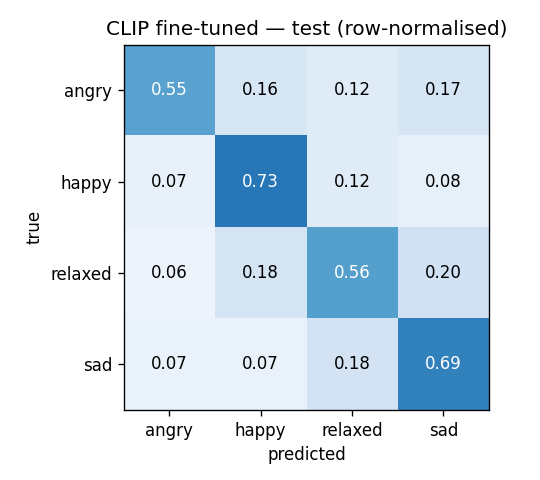 CLIP fine-tuned — test (row-normalised)
angry 0.55 0.16 0.12 0.17
happy 0.07 0.73 0.12 0.08
true
relaxed 0.06 0.18 0.56 0.20
sad 0.07 0.07 0.18 0.69
angry happy relaxed sad
predicted